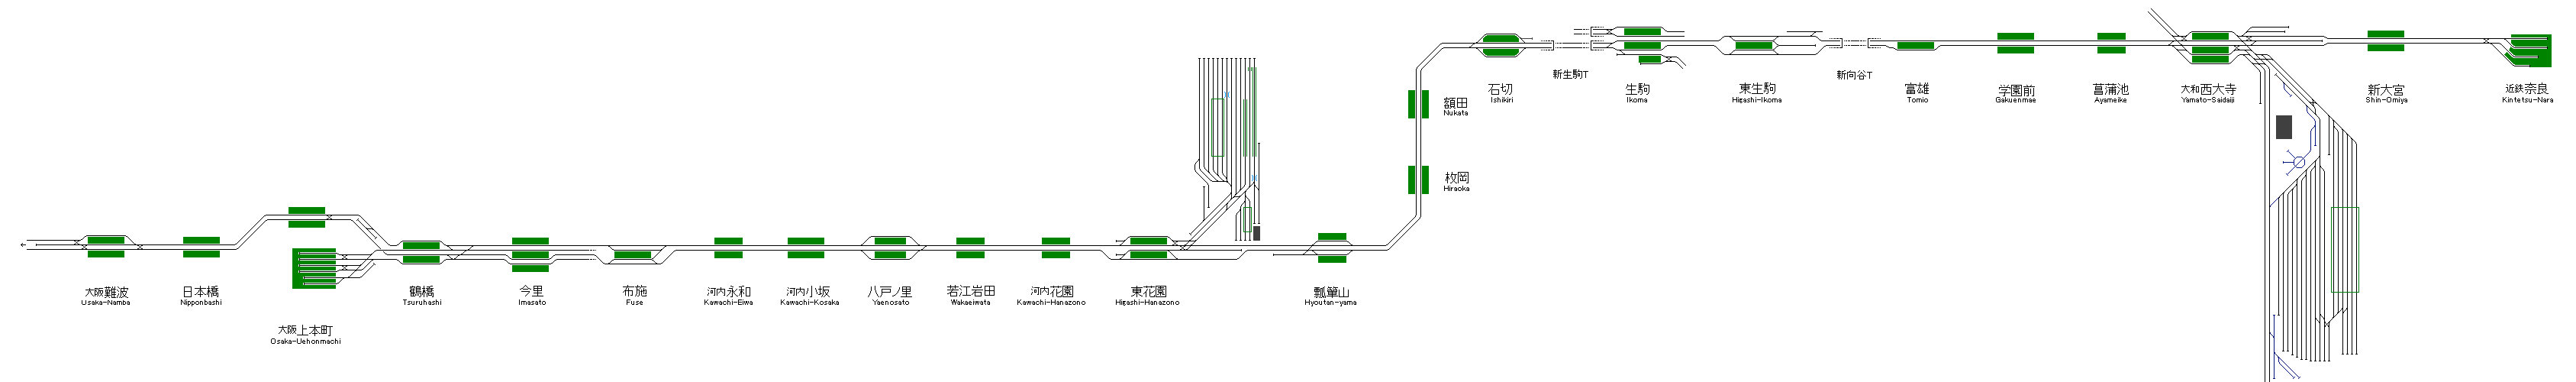 大阪難波
Osaka-Namba
日本橋
Nipponbashi
大阪上本町
Osaka-Uehonmachi
鶴橋
Tsuruhashi
今里
Imasato
布施
Fuse
河内永和
Kawachi-Eiwa
河内小坂
Kawachi-Kosaka
八戸ノ里
Yaenosato
若江岩田
Wakaeiwata
河内花園
Kawachi-Hanazono
東花園
Higashi-Hanazono
瓢簞山
Hyoutan-yama
枚岡
Hiraoka
額田
Nukata
石切
Ishikiri
新生駒T
生駒
Ikoma
東生駒
Higashi-Ikoma
新向谷T
富雄
Tomio
学園前
Gakuenmae
菖蒲池
Ayameike
大和西大寺
Yamato-Saidaiji
新大宮
Shin-Omiya
近鉄奈良
Kintetsu-Nara